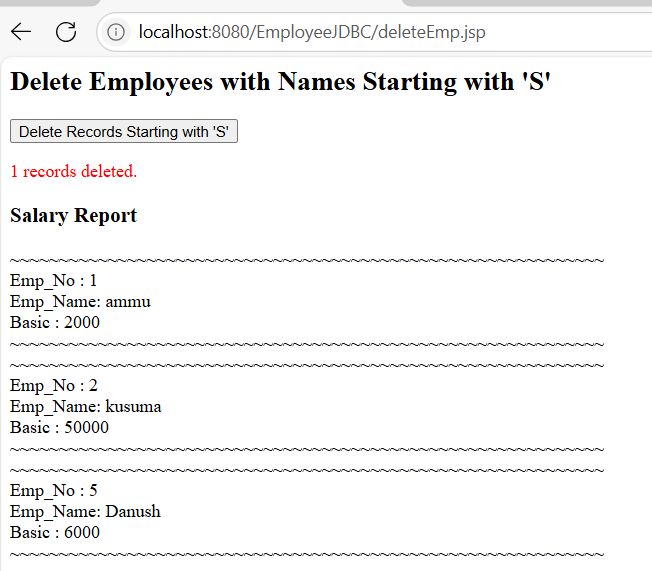 localhost:8080/EmployeeJDBC/deleteEmp.jsp
Delete Employees with Names Starting with 'S'
Delete Records Starting with 'S'
1 records deleted.
Salary Report
~~~~~~~~~~~~~~~~~~~~~~~~~~~~~~~~~~~~~~~~~~~~~~~~~~~~~~~~~~~~~
Emp_No : 1
Emp_Name: ammu
Basic : 2000
~~~~~~~~~~~~~~~~~~~~~~~~~~~~~~~~~~~~~~~~~~~~~~~~~~~~~~~~~~~~~
~~~~~~~~~~~~~~~~~~~~~~~~~~~~~~~~~~~~~~~~~~~~~~~~~~~~~~~~~~~~~
Emp_No : 2
Emp_Name: kusuma
Basic : 50000
~~~~~~~~~~~~~~~~~~~~~~~~~~~~~~~~~~~~~~~~~~~~~~~~~~~~~~~~~~~~~
~~~~~~~~~~~~~~~~~~~~~~~~~~~~~~~~~~~~~~~~~~~~~~~~~~~~~~~~~~~~~
Emp_No : 5
Emp_Name: Danush
Basic : 6000
~~~~~~~~~~~~~~~~~~~~~~~~~~~~~~~~~~~~~~~~~~~~~~~~~~~~~~~~~~~~~